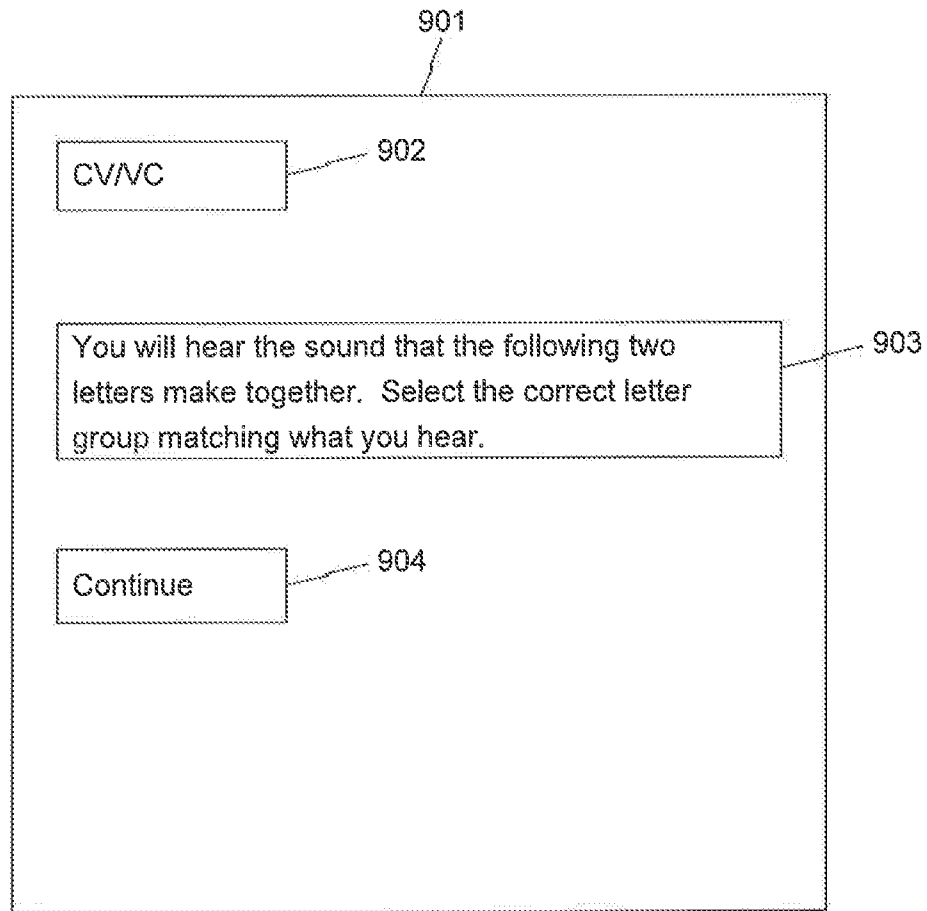 901
CV/VC
902
You will hear the sound that the following two
letters make together.  Select the correct letter
group matching what you hear.
903
Continue
904